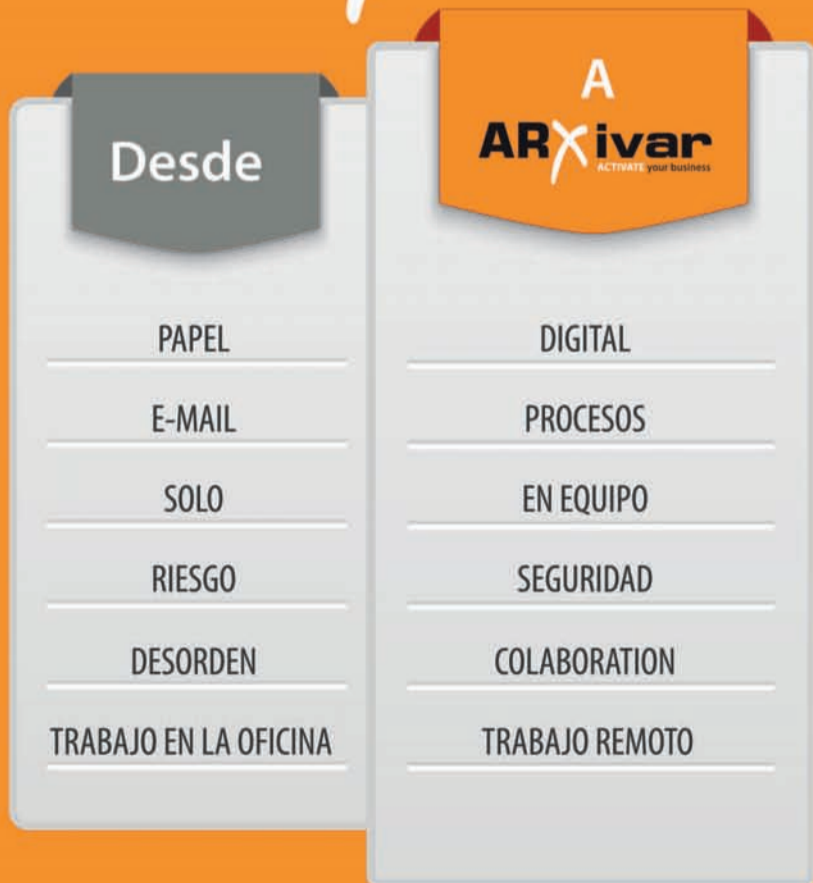 Desde
PAPEL
E-MAIL
SOLO
RIESGO
DESORDEN
TRABAJO EN LA OFICINA
A
ARXivar
ACTIVATE your business
DIGITAL
PROCESOS
EN EQUIPO
SEGURIDAD
COLABORATION
TRABAJO REMOTO